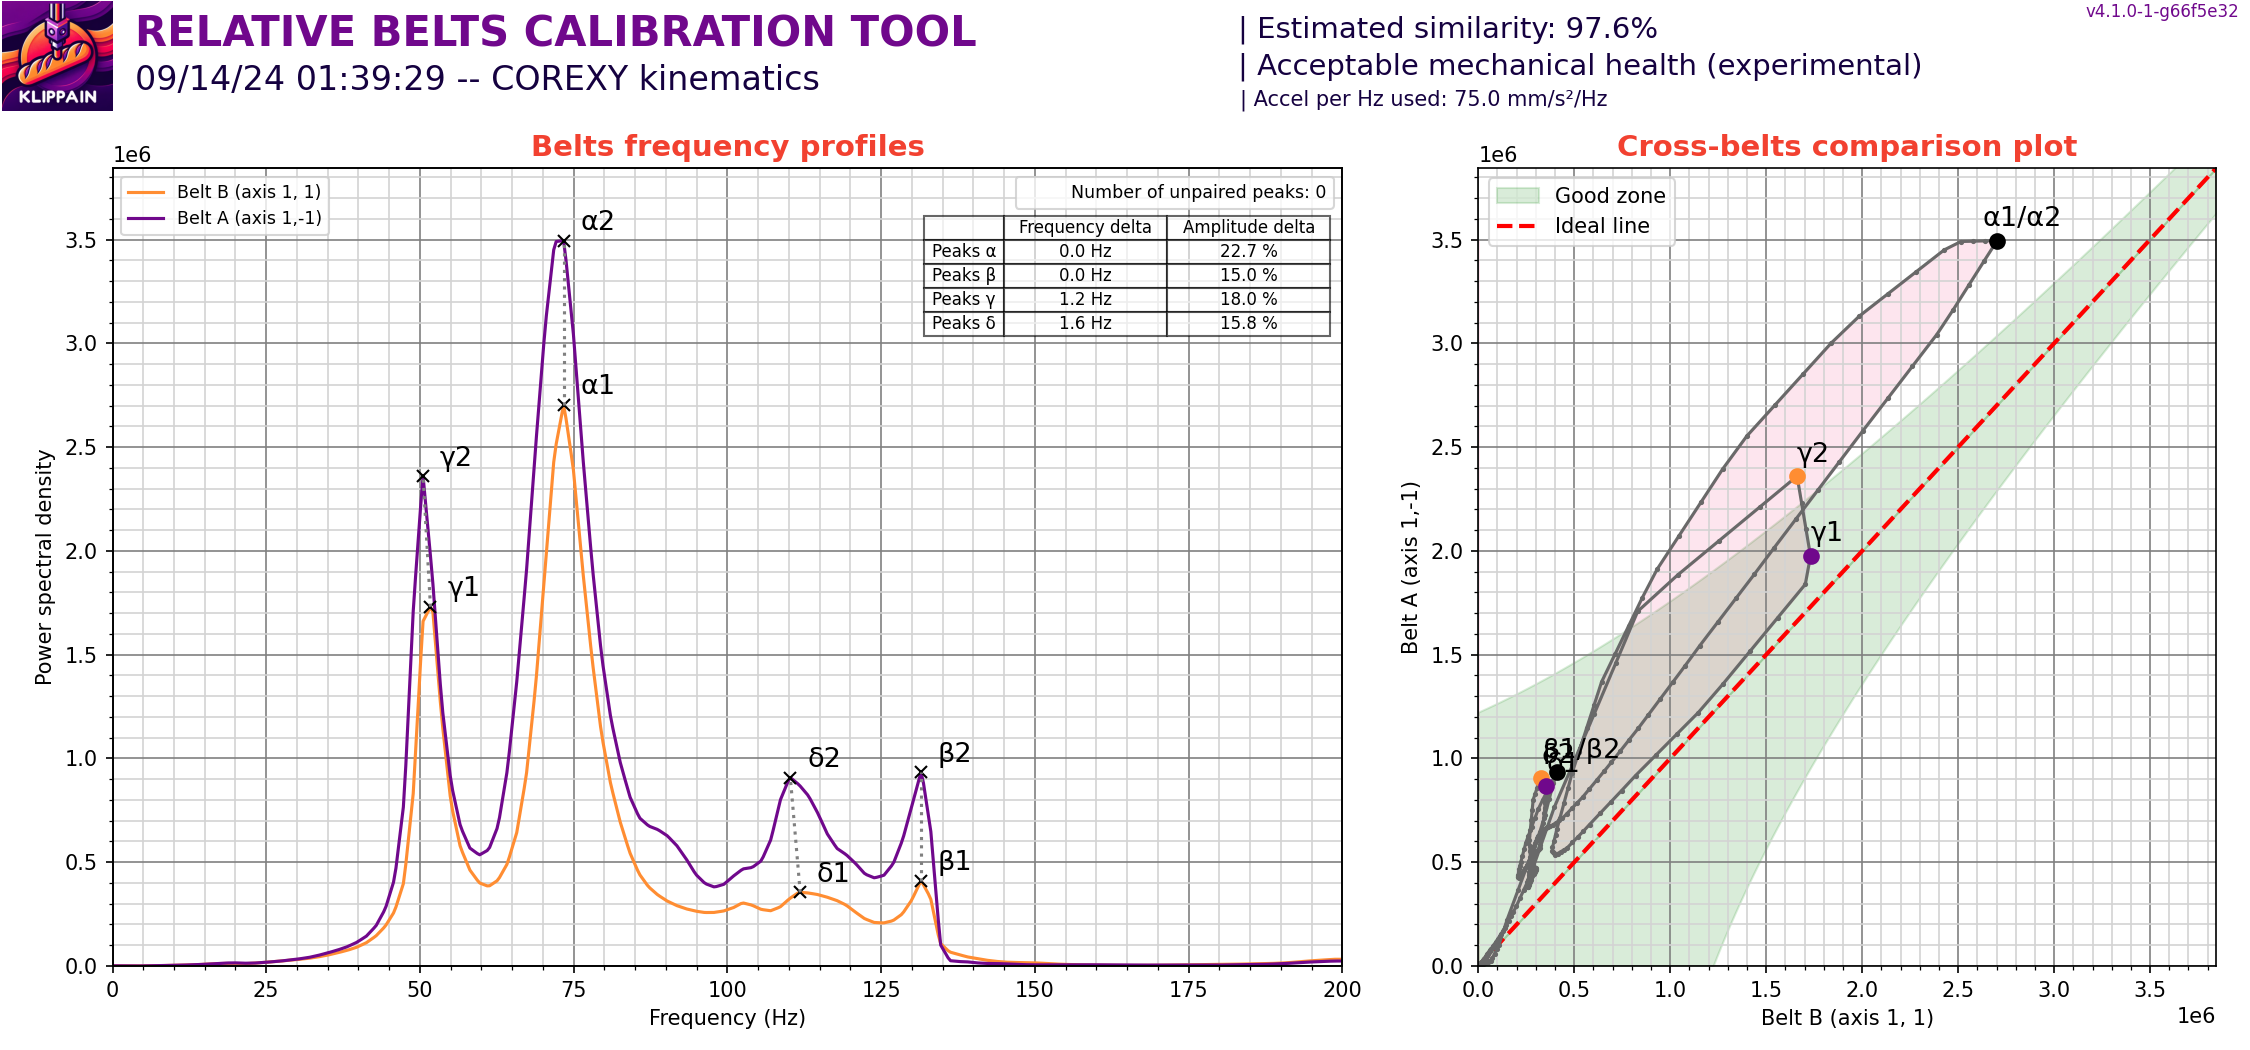 KLIPPAIN
RELATIVE BELTS CALIBRATION TOOL
09/14/24 01:39:29 -- COREXY kinematics
| Estimated similarity: 97.6%
| Acceptable mechanical health (experimental)
| Accel per Hz used: 75.0 mm/s²/Hz
v4.1.0-1-g66f5e32
Belts frequency profiles
1e6
Belt B (axis 1, 1)
Belt A (axis 1,-1)
Number of unpaired peaks: 0
Frequency delta Amplitude delta
Peaks α 0.0 Hz 22.7 %
Peaks β 0.0 Hz 15.0 %
Peaks γ 1.2 Hz 18.0 %
Peaks δ 1.6 Hz 15.8 %
α2
α1
γ2
γ1
δ2
β2
δ1
β1
Power spectral density
3.5
3.0
2.5
2.0
1.5
1.0
0.5
0.0
0 25 50 75 100 125 150 175 200
Frequency (Hz)
Cross-belts comparison plot
1e6
Good zone
Ideal line
α1/α2
γ2
γ1
β1/β2
δ2
δ1
Belt A (axis 1,-1)
3.5
3.0
2.5
2.0
1.5
1.0
0.5
0.0
0.0 0.5 1.0 1.5 2.0 2.5 3.0 3.5
Belt B (axis 1, 1)
1e6